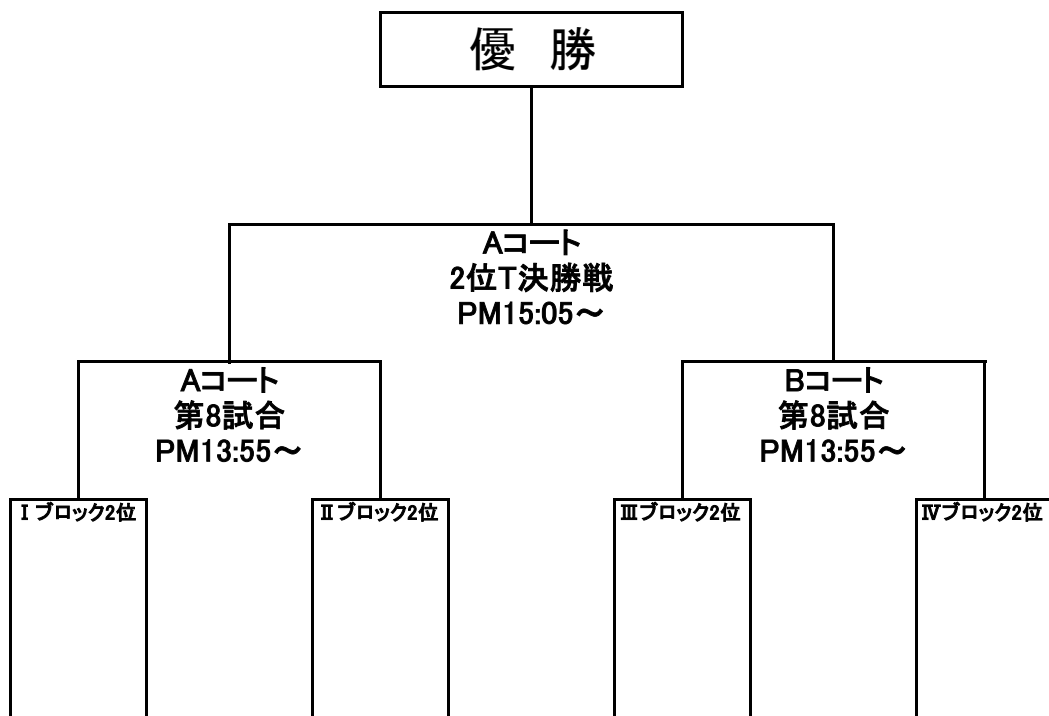 優 勝
Aコート
2位T決勝戦
PM15:05～
Aコート
第8試合
PM13:55～
Bコート
第8試合
PM13:55～
Ⅰブロック2位
Ⅱブロック2位
Ⅲブロック2位
Ⅳブロック2位